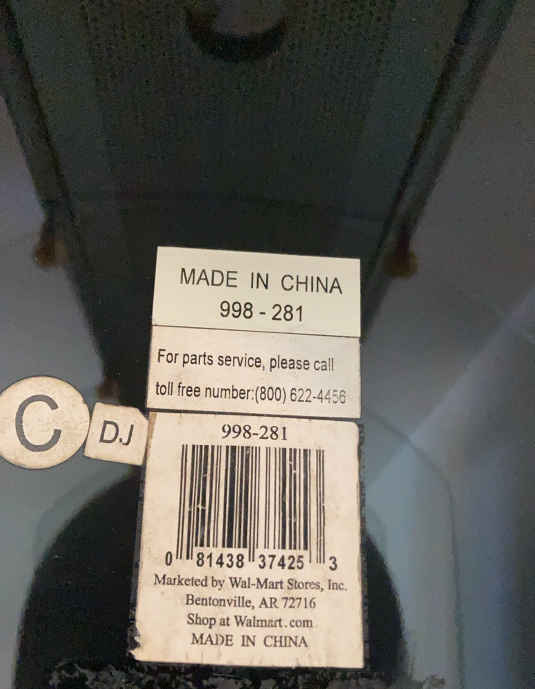 MADE IN CHINA
998 - 281
For parts service, please call
toll free number:(800) 622-4456
C
DJ
998-281
0 81438 37425 3
Marketed by Wal-Mart Stores, Inc.
Bentonville, AR 72716
Shop at Walmart.com
MADE IN CHINA